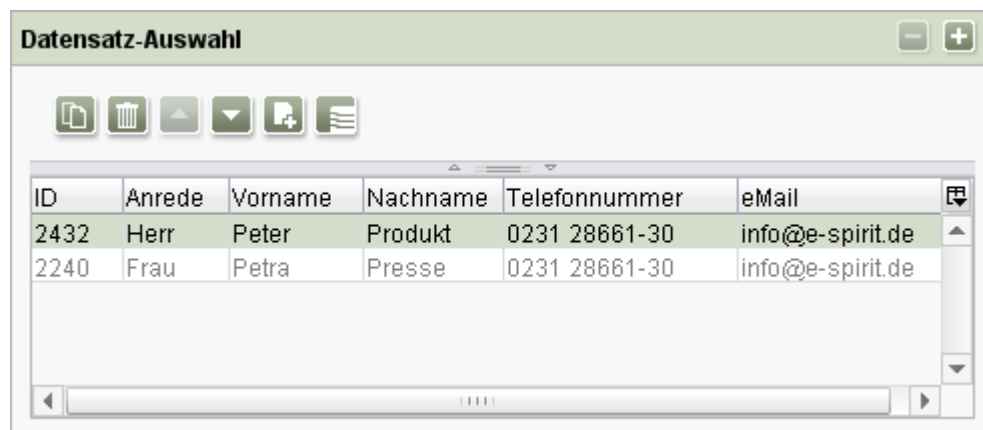 Datensatz-Auswahl
ID Anrede Vorname Nachname Telefonnummer eMail
2432 Herr Peter Produkt 0231 28661-30 info@e-spirit.de
2240 Frau Petra Presse 0231 28661-30 info@e-spirit.de